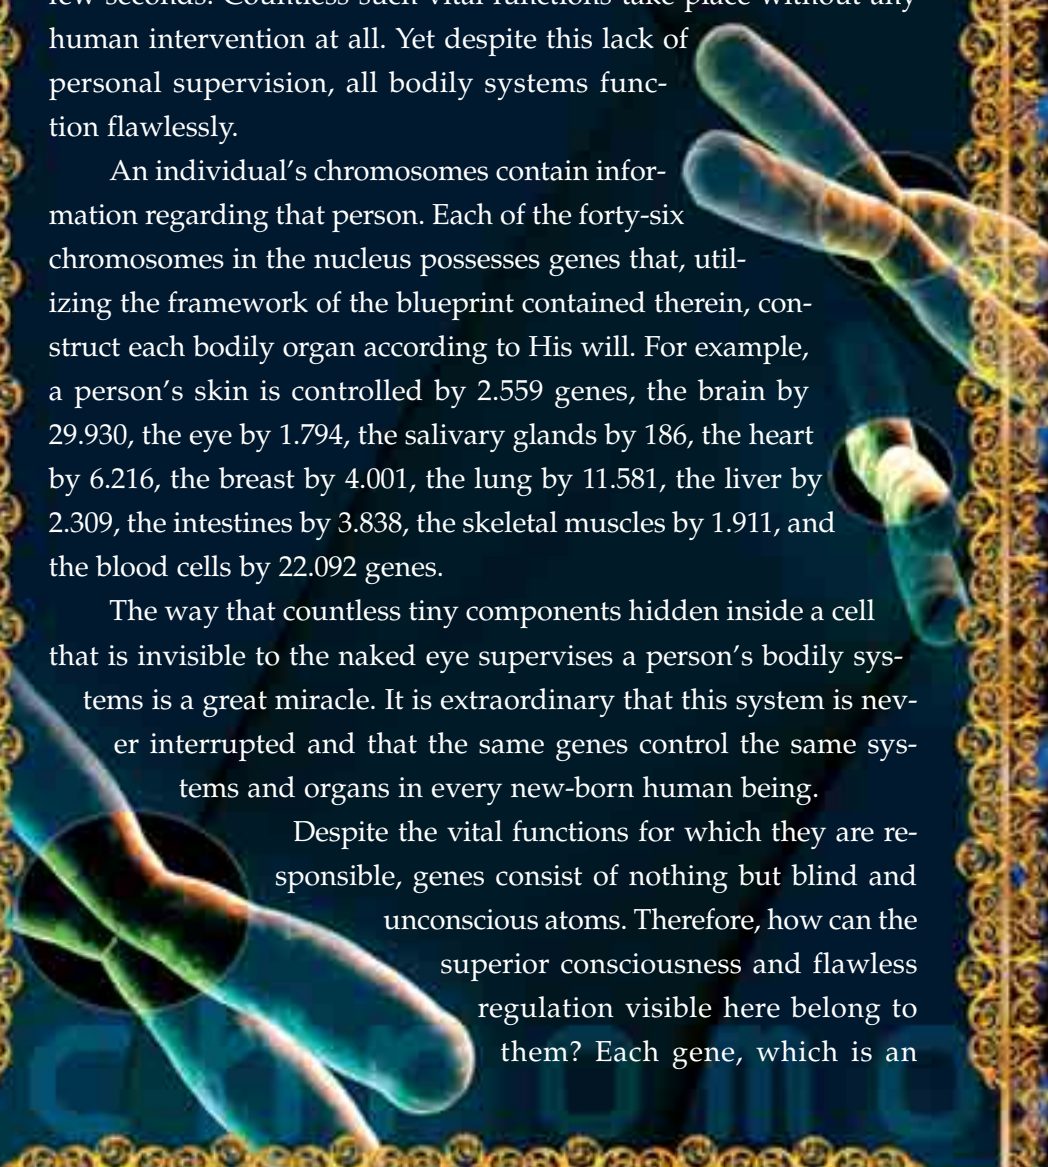 few seconds. Countless such vital functions take place without any
human intervention at all. Yet despite this lack of
personal supervision, all bodily systems func-
tion flawlessly.
An individual's chromosomes contain infor-
mation regarding that person. Each of the forty-six
chromosomes in the nucleus possesses genes that, util-
izing the framework of the blueprint contained therein, con-
struct each bodily organ according to His will. For example,
a person's skin is controlled by 2.559 genes, the brain by
29.930, the eye by 1.794, the salivary glands by 186, the heart
by 6.216, the breast by 4.001, the lung by 11.581, the liver by
2.309, the intestines by 3.838, the skeletal muscles by 1.911, and
the blood cells by 22.092 genes.
The way that countless tiny components hidden inside a cell
that is invisible to the naked eye supervises a person's bodily sys-
tems is a great miracle. It is extraordinary that this system is nev-
er interrupted and that the same genes control the same sys-
tems and organs in every new-born human being.
Despite the vital functions for which they are re-
sponsible, genes consist of nothing but blind and
unconscious atoms. Therefore, how can the
superior consciousness and flawless
regulation visible here belong to
them? Each gene, which is an
chromo